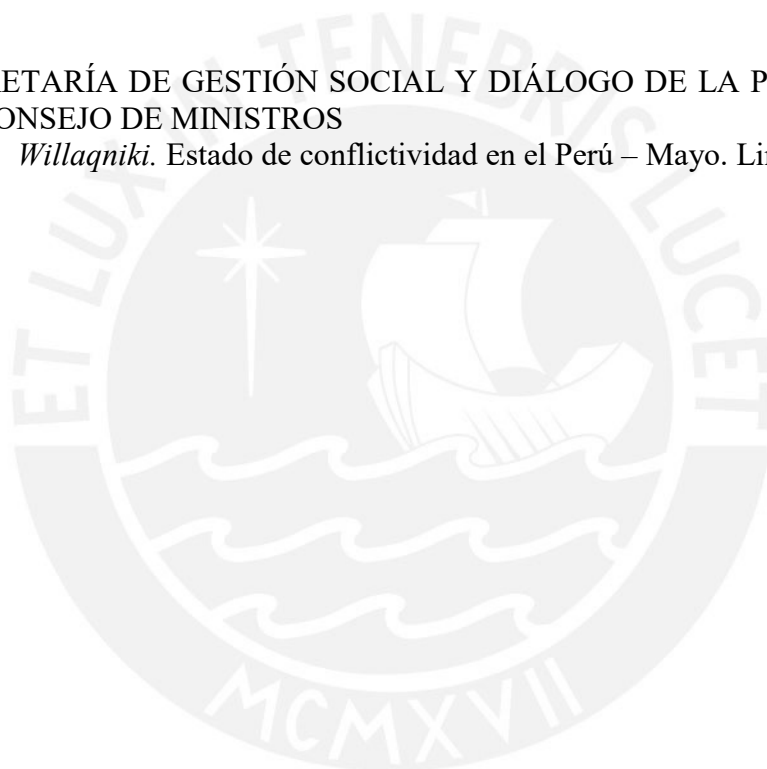 RETARÍA DE GESTIÓN SOCIAL Y DIÁLOGO DE LA P
ONSEJO DE MINISTROS
Willaqniki. Estado de conflictividad en el Perú – Mayo. Li
ET LUX IN TENEBRIS LUCET
MCMXVII